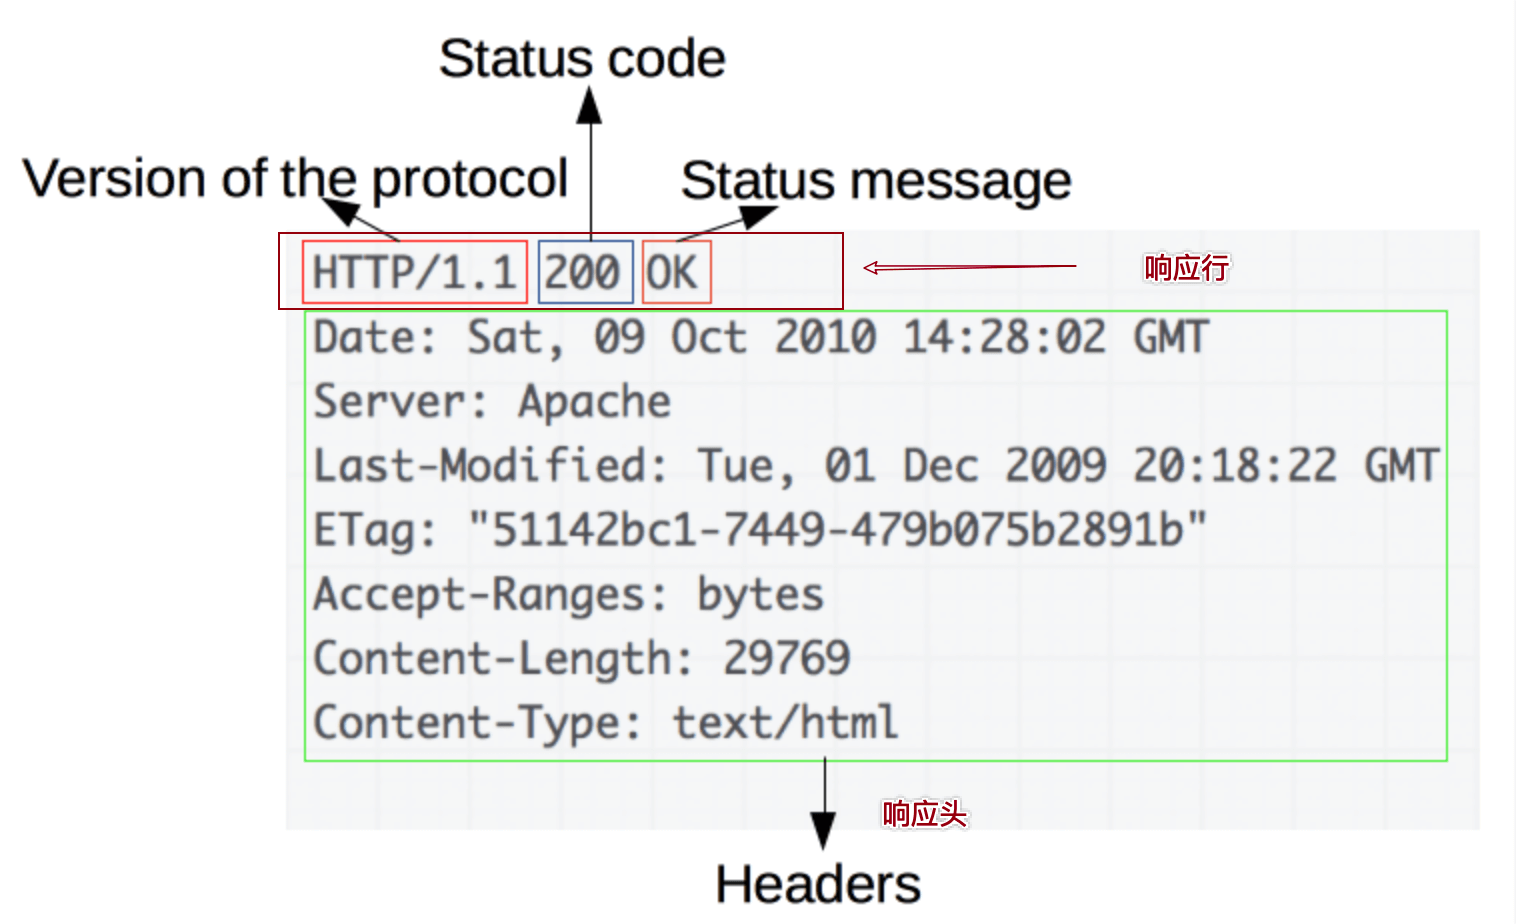 Status code
Version of the protocol
Status message
HTTP/1.1 200 OK
响应行
Date: Sat, 09 Oct 2010 14:28:02 GMT
Server: Apache
Last-Modified: Tue, 01 Dec 2009 20:18:22 GMT
ETag: "51142bc1-7449-479b075b2891b"
Accept-Ranges: bytes
Content-Length: 29769
Content-Type: text/html
响应头
Headers